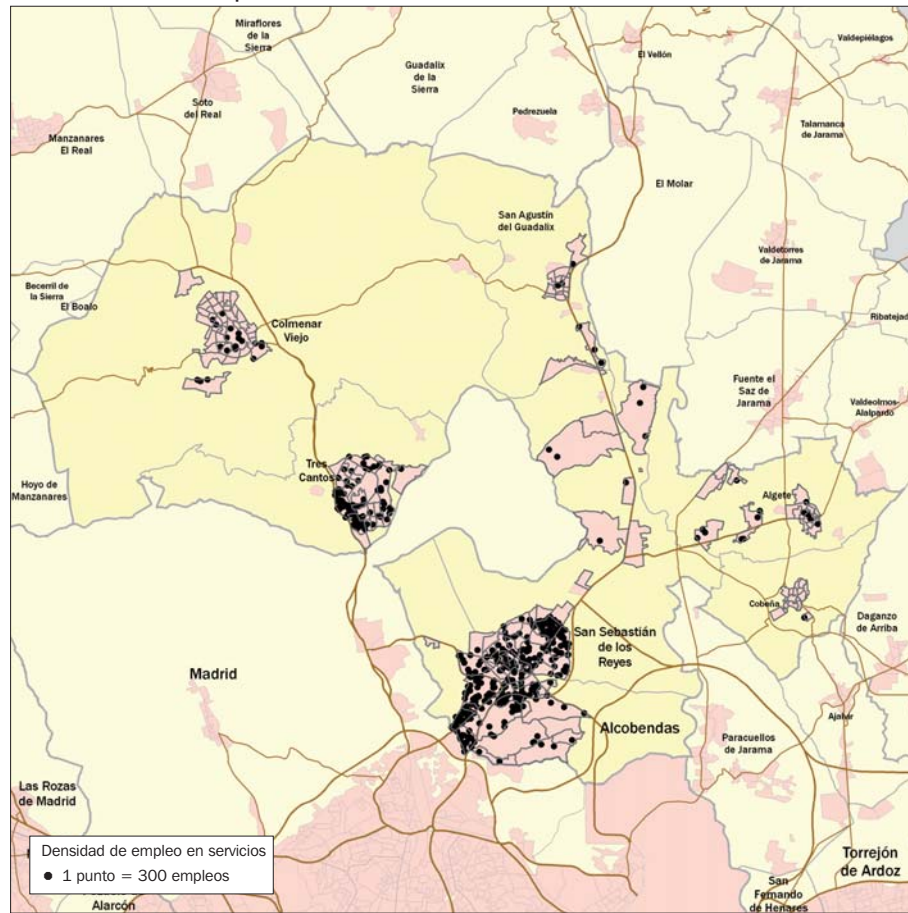 Miraflores
de la
Sierra
Valdepiélagos
El Vellón
Guadalix
de la
Sierra
Soto
del Real
Pedrezuela
Talamanca
de Jarama
Manzanares
El Real
El Molar
San Agustín
del Guadalix
Valdetorres
de Jarama
Becerril de
la Sierra
El Boalo
Ribatejad
Colmenar
Viejo
Fuente el
Saz de
Jarama
Valdeolmos-
Alalpardo
Tres
Cantos
Hoyo de
Manzanares
Algete
Cobeña
Daganzo
de Arriba
San Sebastián
de los
Reyes
Madrid
Alcobendas
Ajalvir
Paracuellos
de Jarama
Las Rozas
de Madrid
Densidad de empleo en servicios
1 punto = 300 empleos
Alarcón
Torrejón
de Ardoz
San
Fernando
de Henares